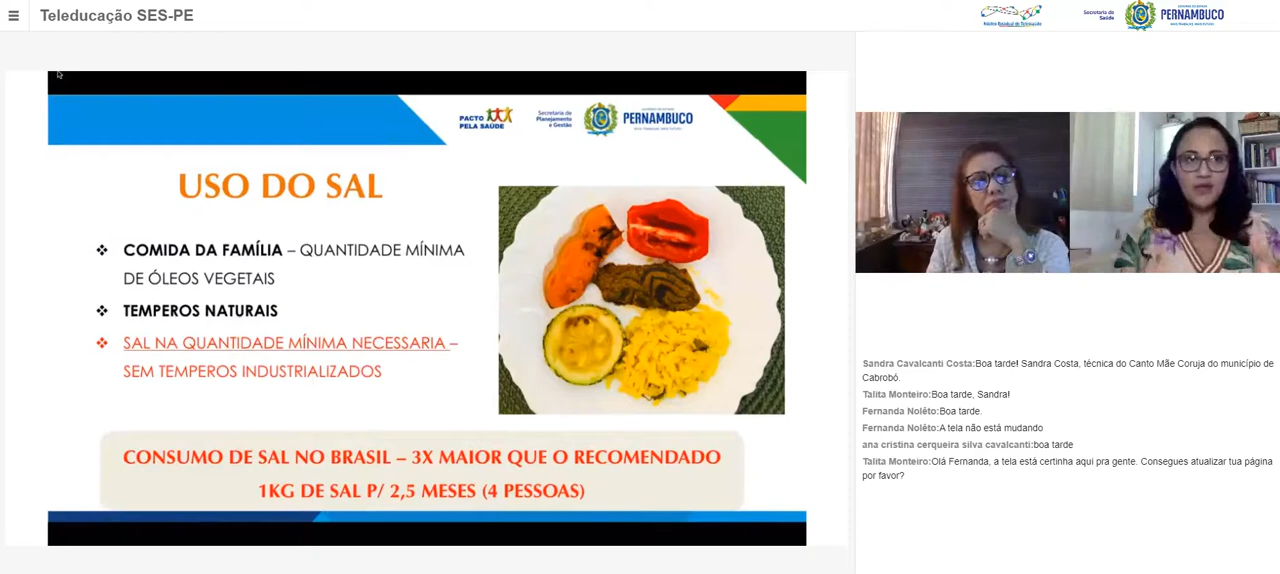 Teleducação SES-PE
Secretaria de
Saúde
PERNAMBUCO
PACTO
PELA SAÚDE
Secretaria de
Planejamento
e Gestão
PERNAMBUCO
USO DO SAL
❖ COMIDA DA FAMÍLIA – QUANTIDADE MÍNIMA
DE ÓLEOS VEGETAIS
❖ TEMPEROS NATURAIS
❖ SAL NA QUANTIDADE MÍNIMA NECESSARIA –
SEM TEMPEROS INDUSTRIALIZADOS
CONSUMO DE SAL NO BRASIL – 3X MAIOR QUE O RECOMENDADO
1KG DE SAL P/ 2,5 MESES (4 PESSOAS)
Sandra Cavalcanti Costa:Boa tarde! Sandra Costa, técnica do Canto Mãe Coruja do município de
Cabrobó.
Talita Monteiro:Boa tarde, Sandra!
Fernanda Nolêto:Boa tarde.
Fernanda Nolêto:A tela não está mudando
ana cristina cerqueira silva cavalcanti:boa tarde
Talita Monteiro:Olá Fernanda, a tela está certinha aqui pra gente. Consegues atualizar tua página
por favor?